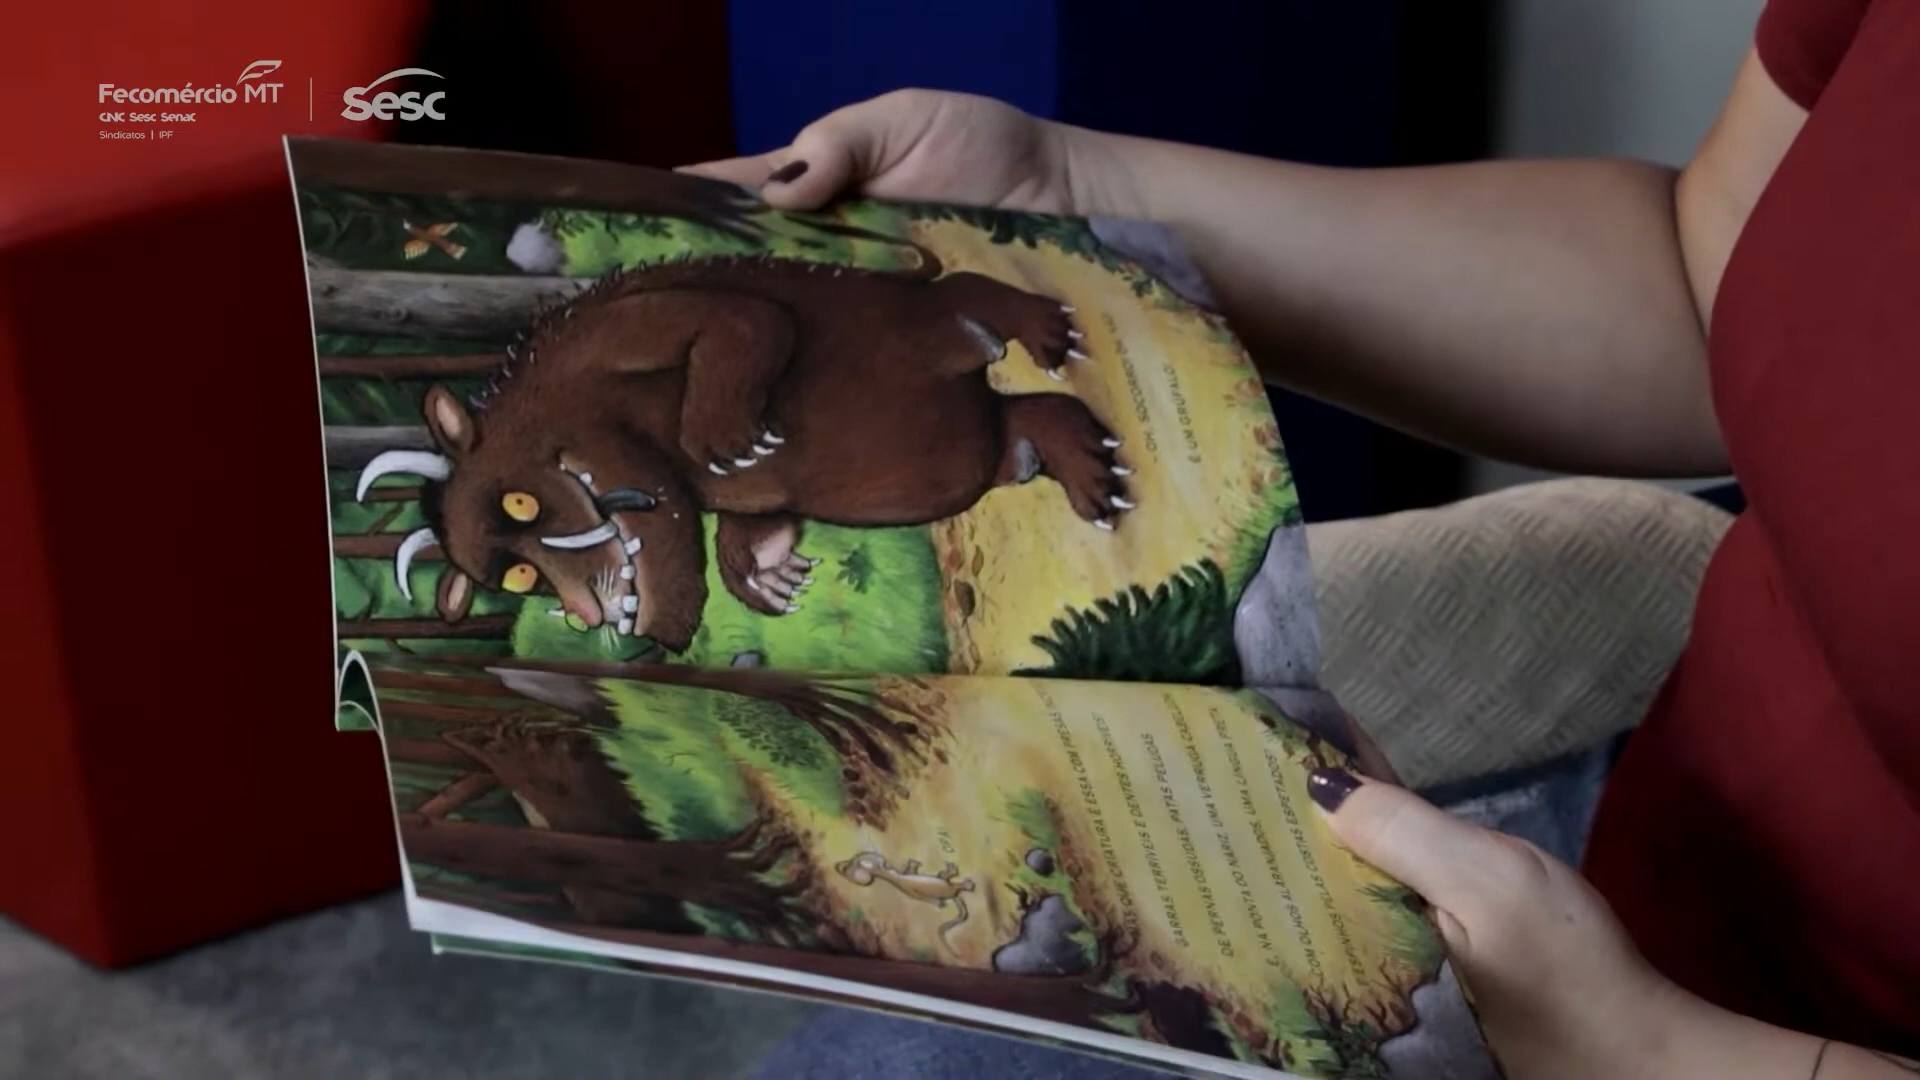 Fecomércio MT
CNC Sesc Senac
Sindicatos | IPF
Sesc
OPA!
MAS QUE CRIATURA É ESSA COM PRESAS
GARRAS TERRÍVEIS E DENTES HORRÍVEIS?
DE PERNAS OSSUDAS, PATAS PELUDAS
E, NA PONTA DO NARIZ, UMA VERRUGA CABELUDA
COM OLHOS ALARANJADOS, UMA LÍNGUA PRETA
E ESPINHOS PELAS COSTAS ESPETADOS?
- OH, SOCORRO! OH, NÃO!
É UM GRÚFALO!